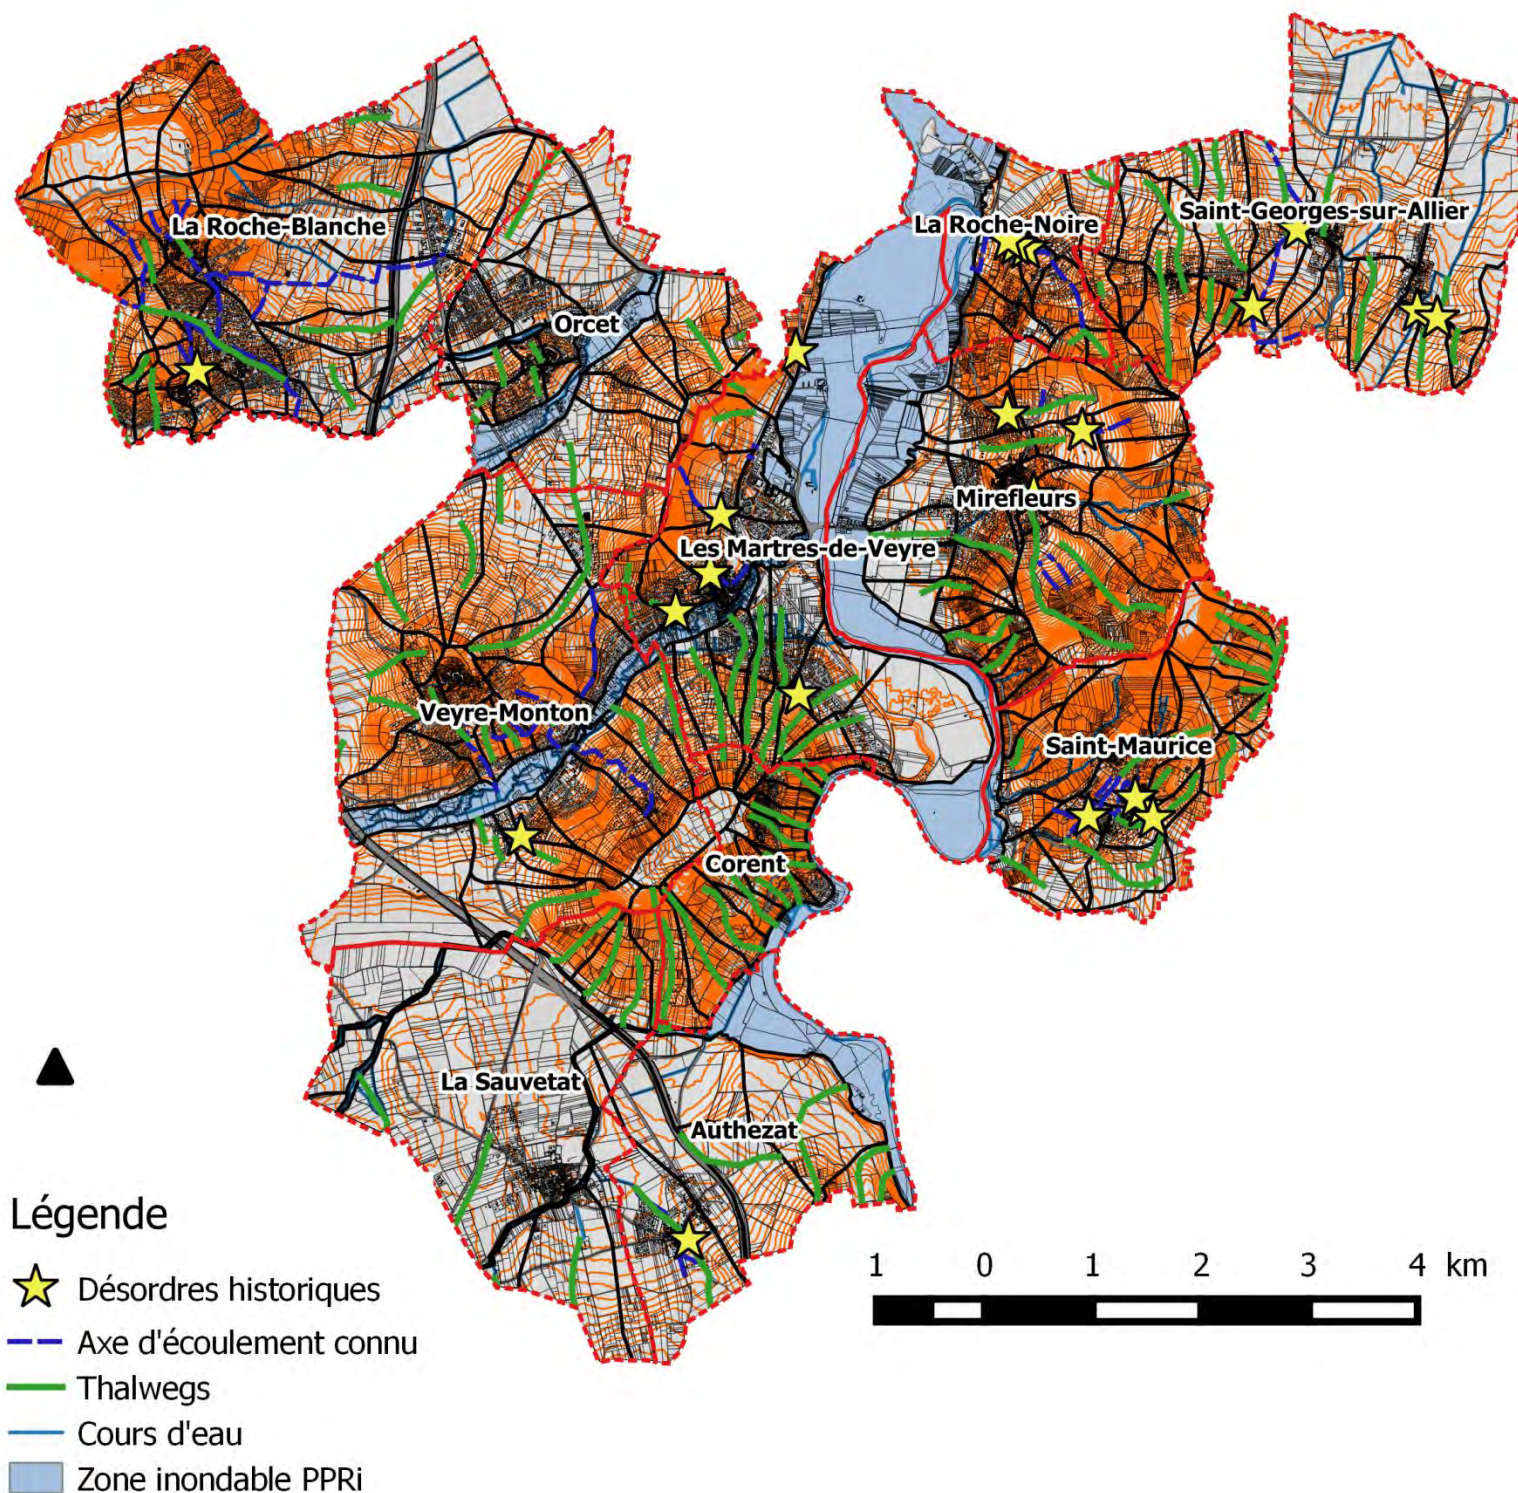 La Roche-Blanche
La Roche-Noire
Saint-Georges-sur-Allier
Orcet
Mirefleurs
Les Martres-de-Veyre
Veyre-Monton
Saint-Maurice
Corent
La Sauvetat
Authezat
Légende
Désordres historiques
Axe d'écoulement connu
Thalwegs
Cours d'eau
Zone inondable PPRi
1 0 1 2 3 4 km